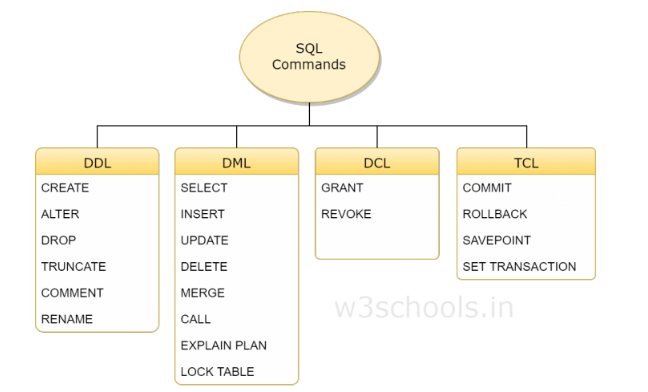 SQL
Commands
DDL
CREATE
ALTER
DROP
TRUNCATE
COMMENT
RENAME
DML
SELECT
INSERT
UPDATE
DELETE
MERGE
CALL
EXPLAIN PLAN
LOCK TABLE
DCL
GRANT
REVOKE
TCL
COMMIT
ROLLBACK
SAVEPOINT
SET TRANSACTION
w3schools.in